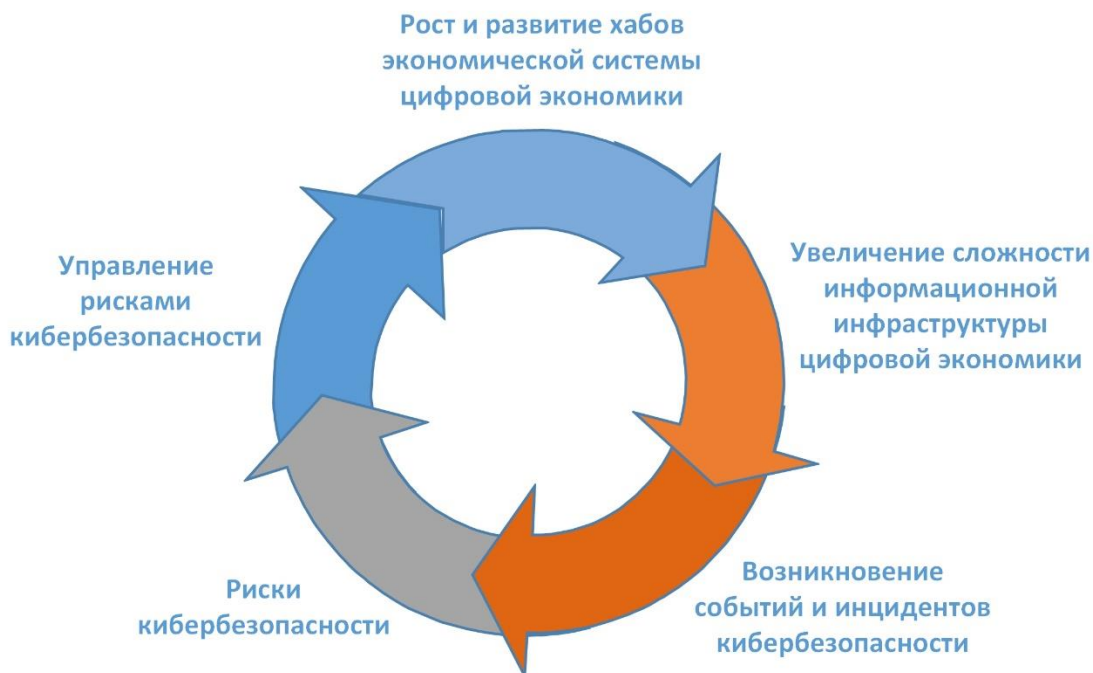 Рост и развитие хабов
экономической системы
цифровой экономики
Увеличение сложности
информационной
инфраструктуры
цифровой экономики
Возникновение
событий и инцидентов
кибербезопасности
Риски
кибербезопасности
Управление
рисками
кибербезопасности